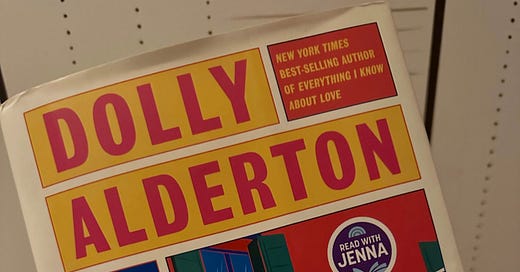 DOLLY
ALDERTON
NEW YORK TIMES
BEST-SELLING AUTHOR
OF EVERYTHING I KNOW
ABOUT LOVE
READ WITH
JENNA